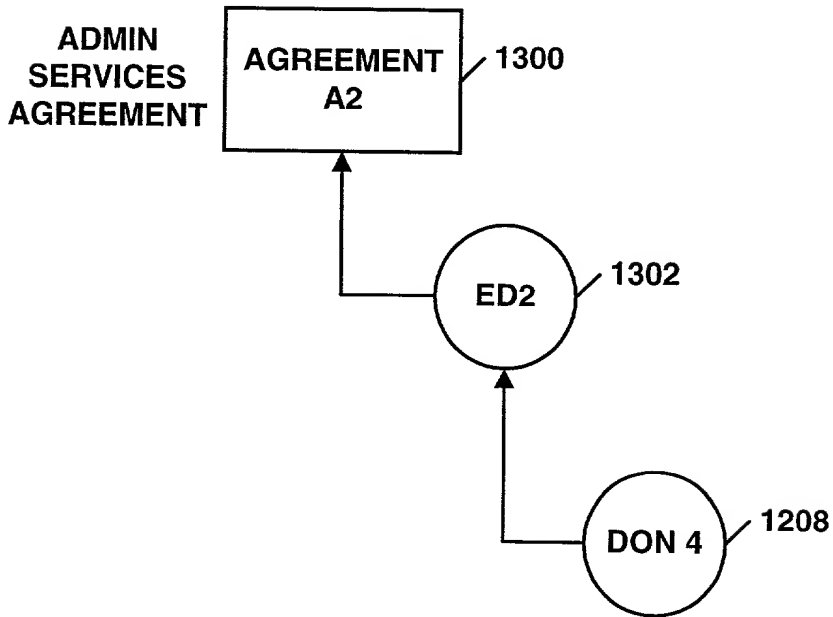 ADMIN
SERVICES
AGREEMENT
AGREEMENT
A2
1300
ED2
1302
DON 4
1208